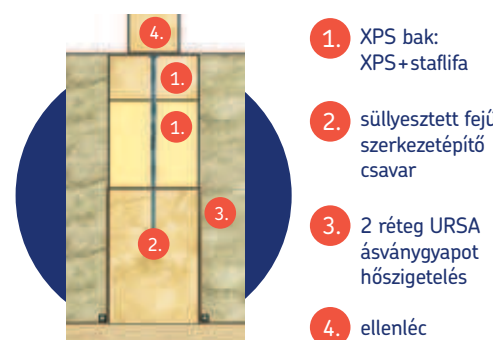 4.
1.
1.
3.
2.
1. XPS bak:
XPS+staflifa
2. süllyesztett fejű
szerkezetépítő
csavar
3. 2 réteg URSA
ásványgyapot
hőszigetelés
4. ellenléc